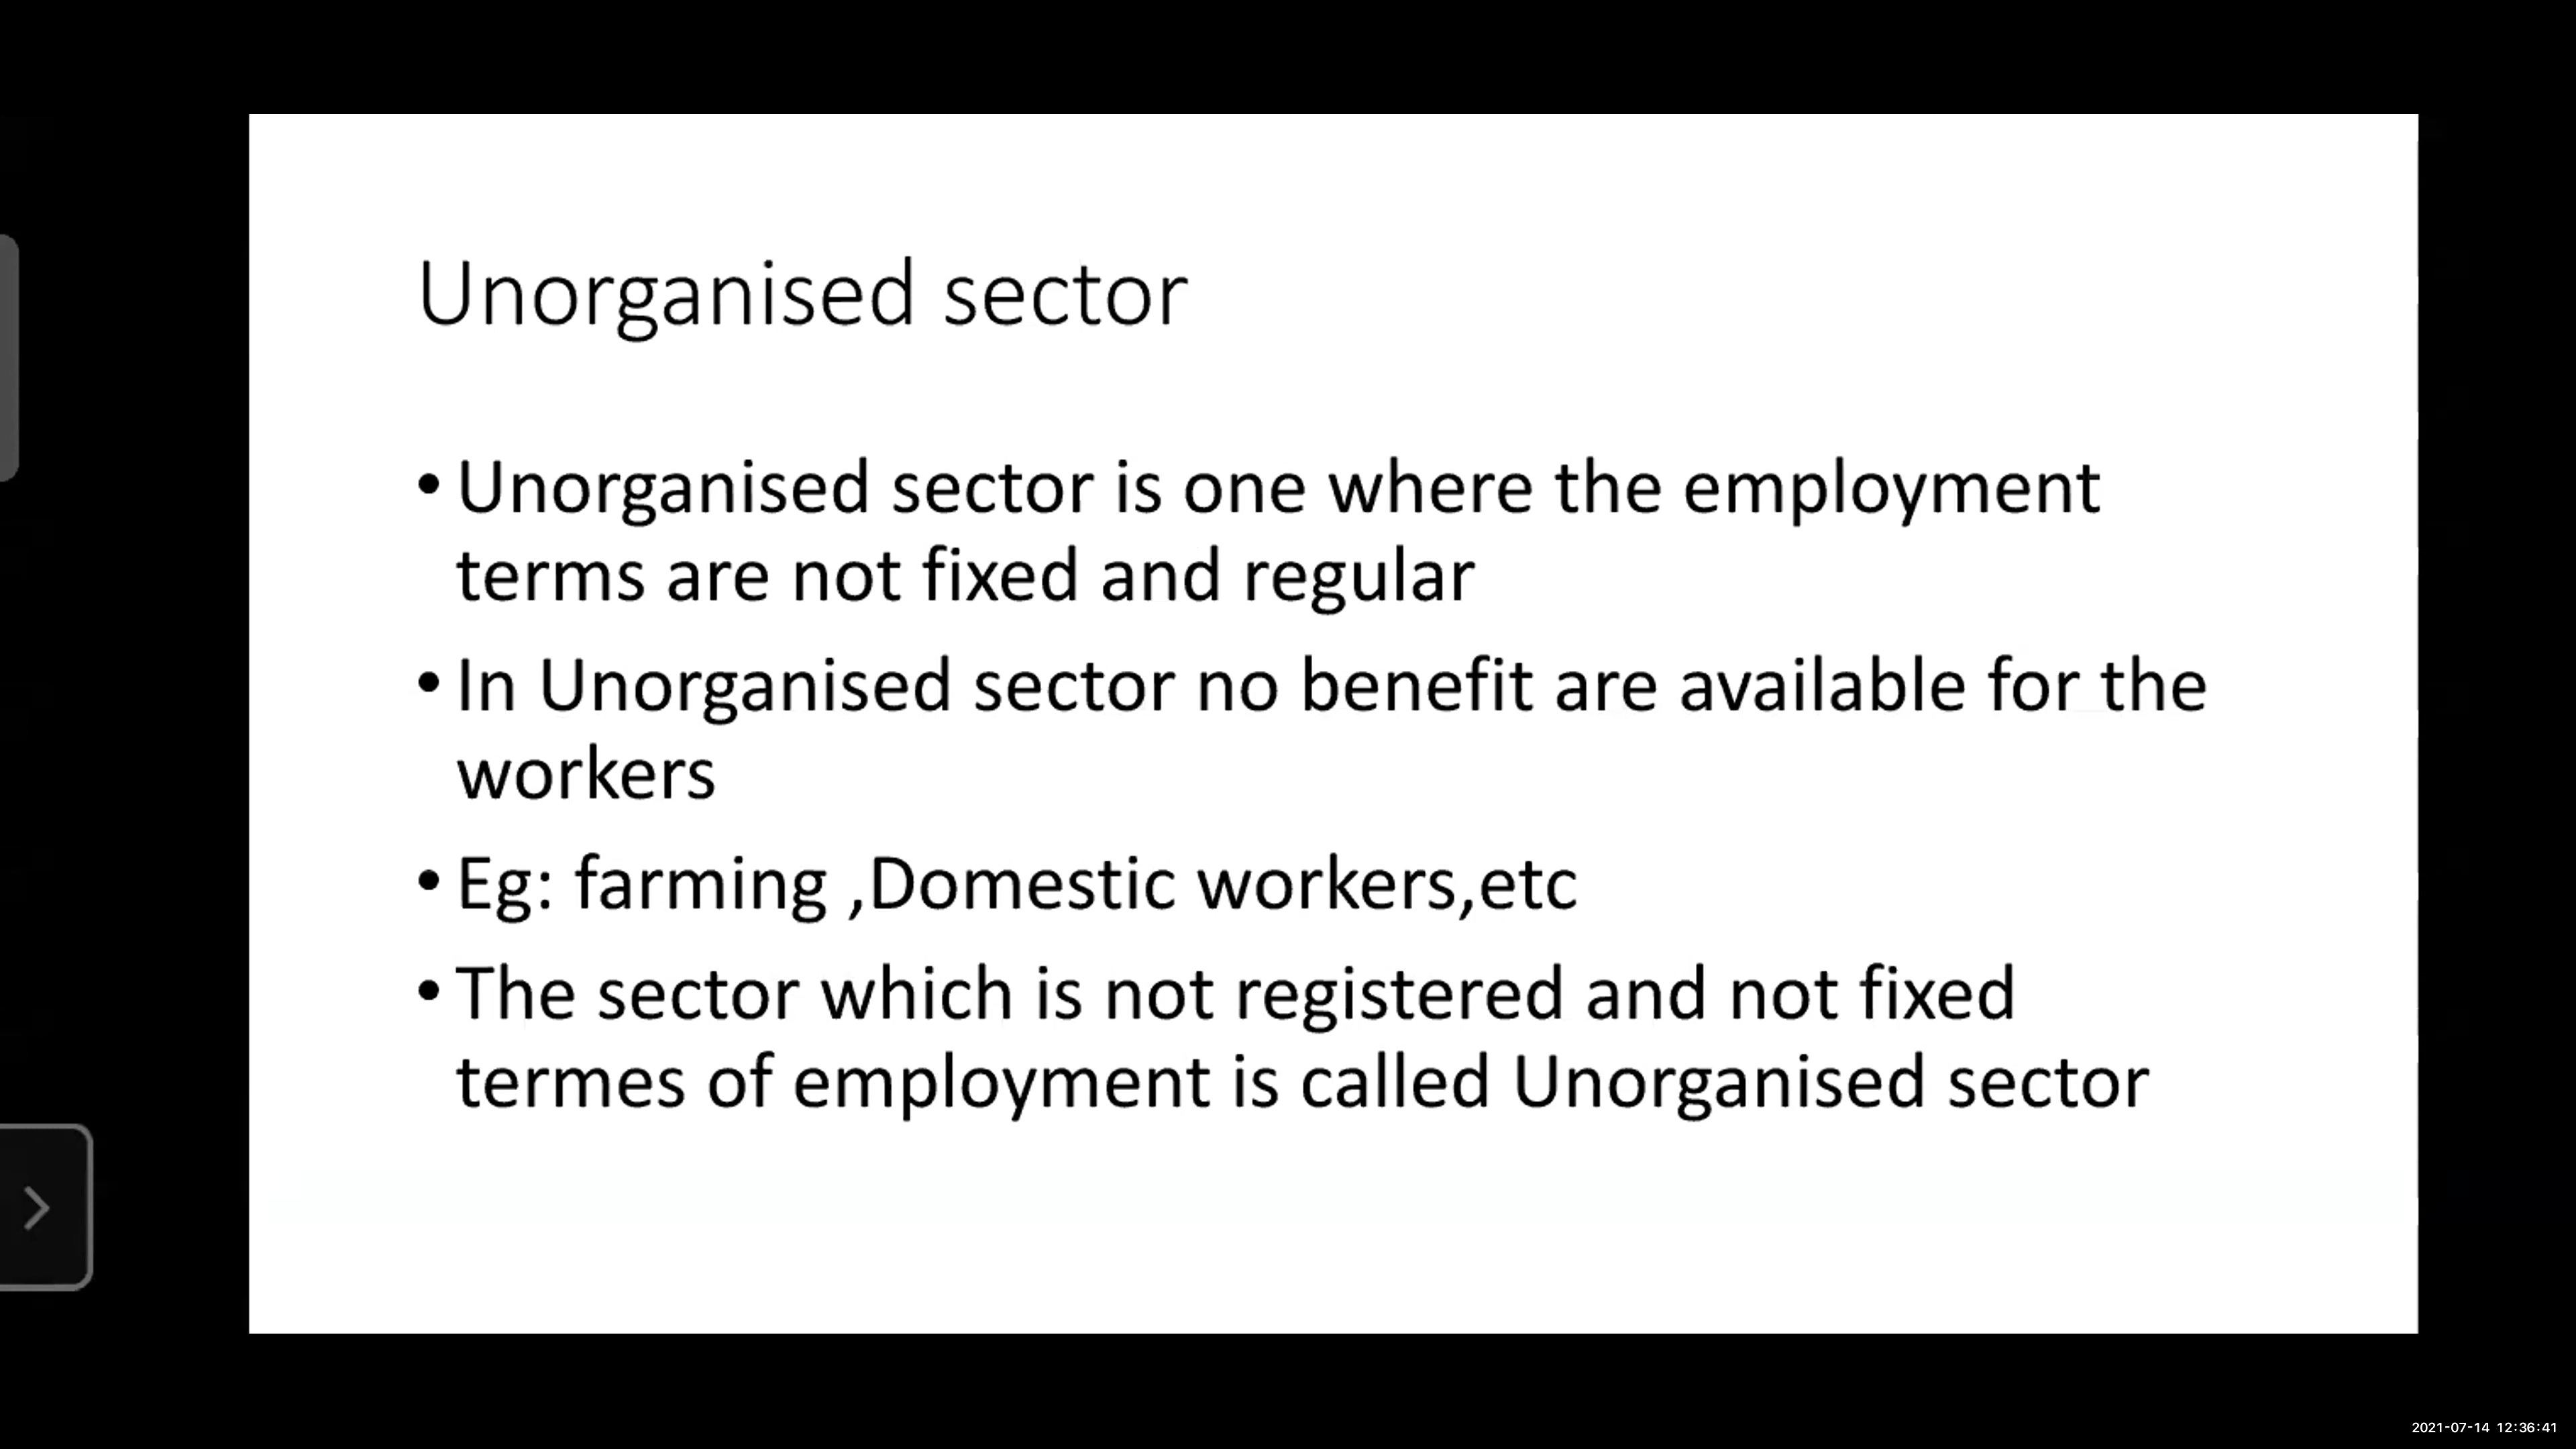 Unorganised sector
• Unorganised sector is one where the employment
terms are not fixed and regular
• In Unorganised sector no benefit are available for the
workers
• Eg: farming ,Domestic workers,etc
• The sector which is not registered and not fixed
termes of employment is called Unorganised sector
2021-07-14 12:36:41